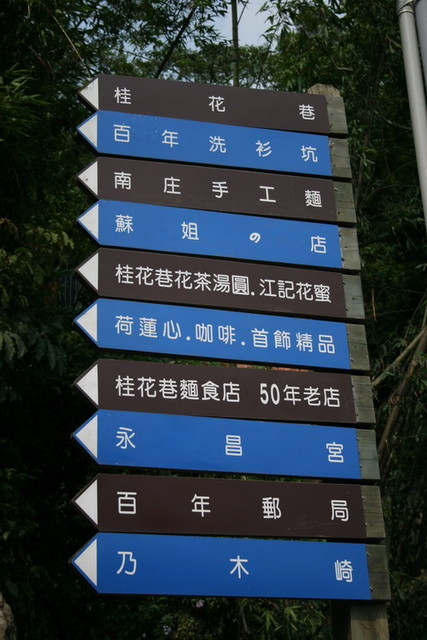 桂花巷
百年洗衫坑
南庄手工麵
蘇姐の店
桂花巷花茶湯圓.江記花蜜
荷蓮心.咖啡.首飾精品
桂花巷麵食店 50年老店
永昌宮
百年郵局
乃木崎